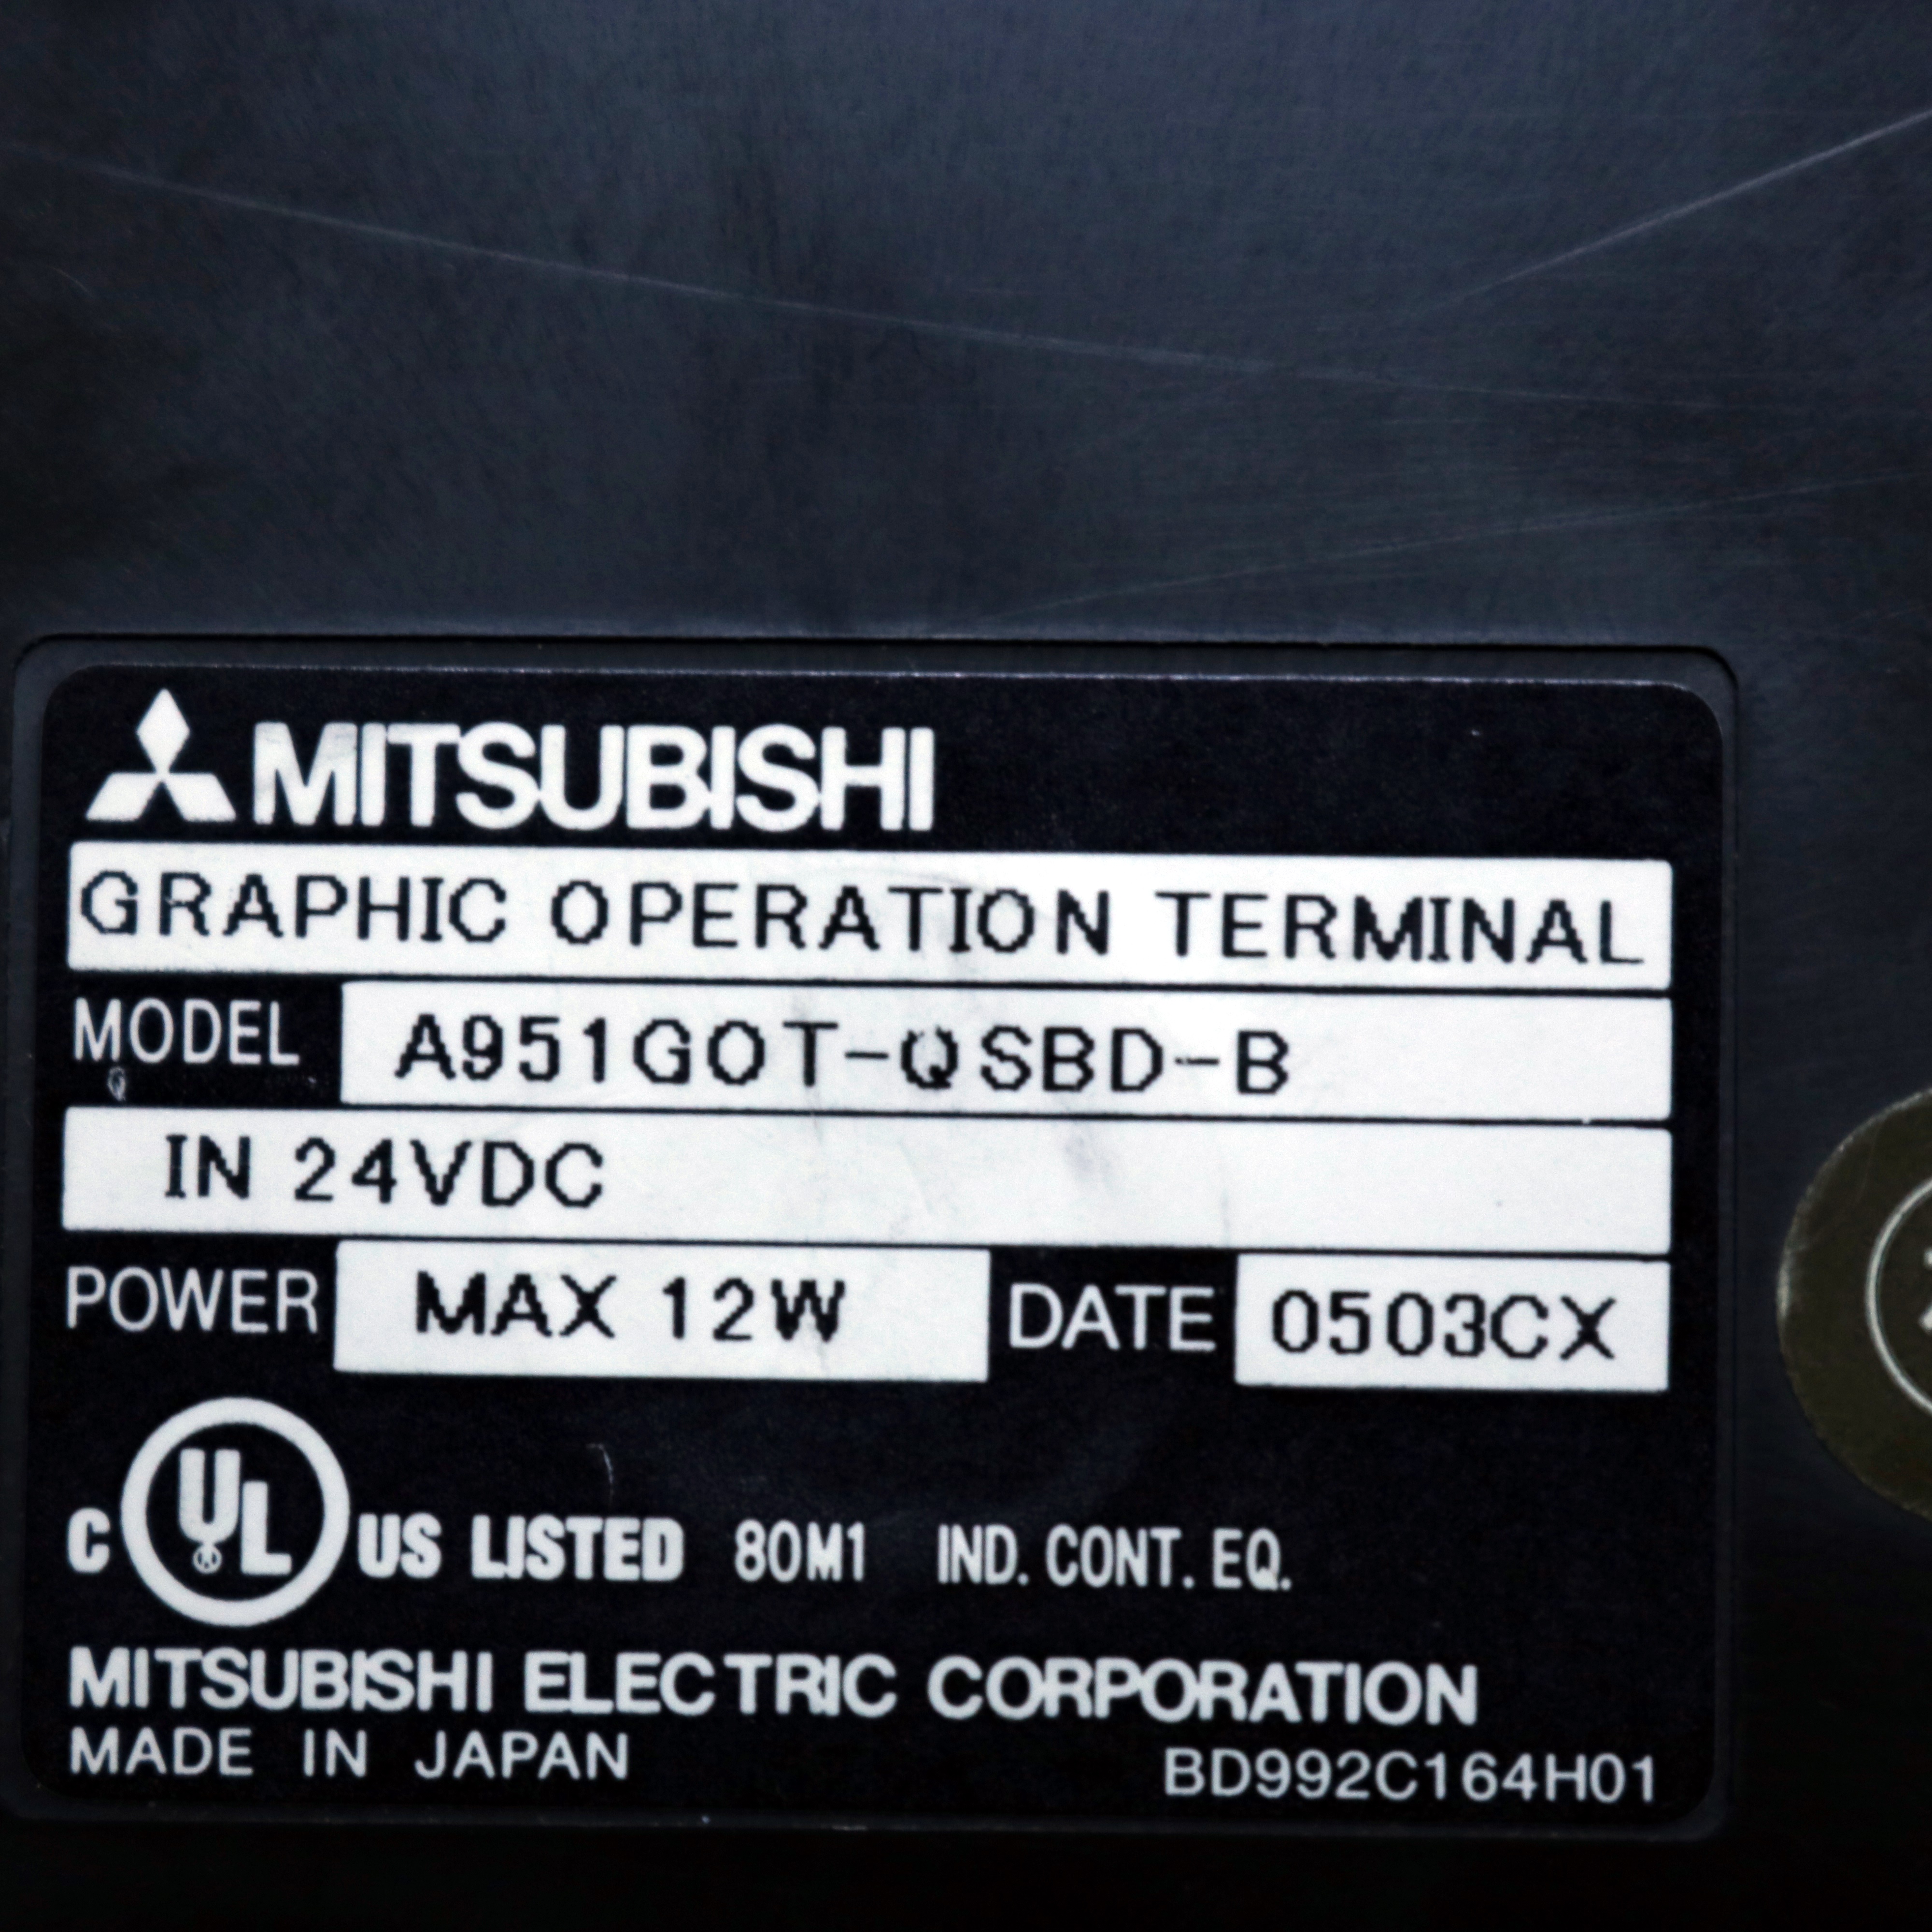 MITSUBISHI
GRAPHIC OPERATION TERMINAL
MODEL A951GOT-QSBD-B
IN 24VDC
POWER MAX 12W DATE 0503CX
C UL US LISTED 80M1 IND. CONT. EQ.
MITSUBISHI ELECTRIC CORPORATION
MADE IN JAPAN BD992C164H01